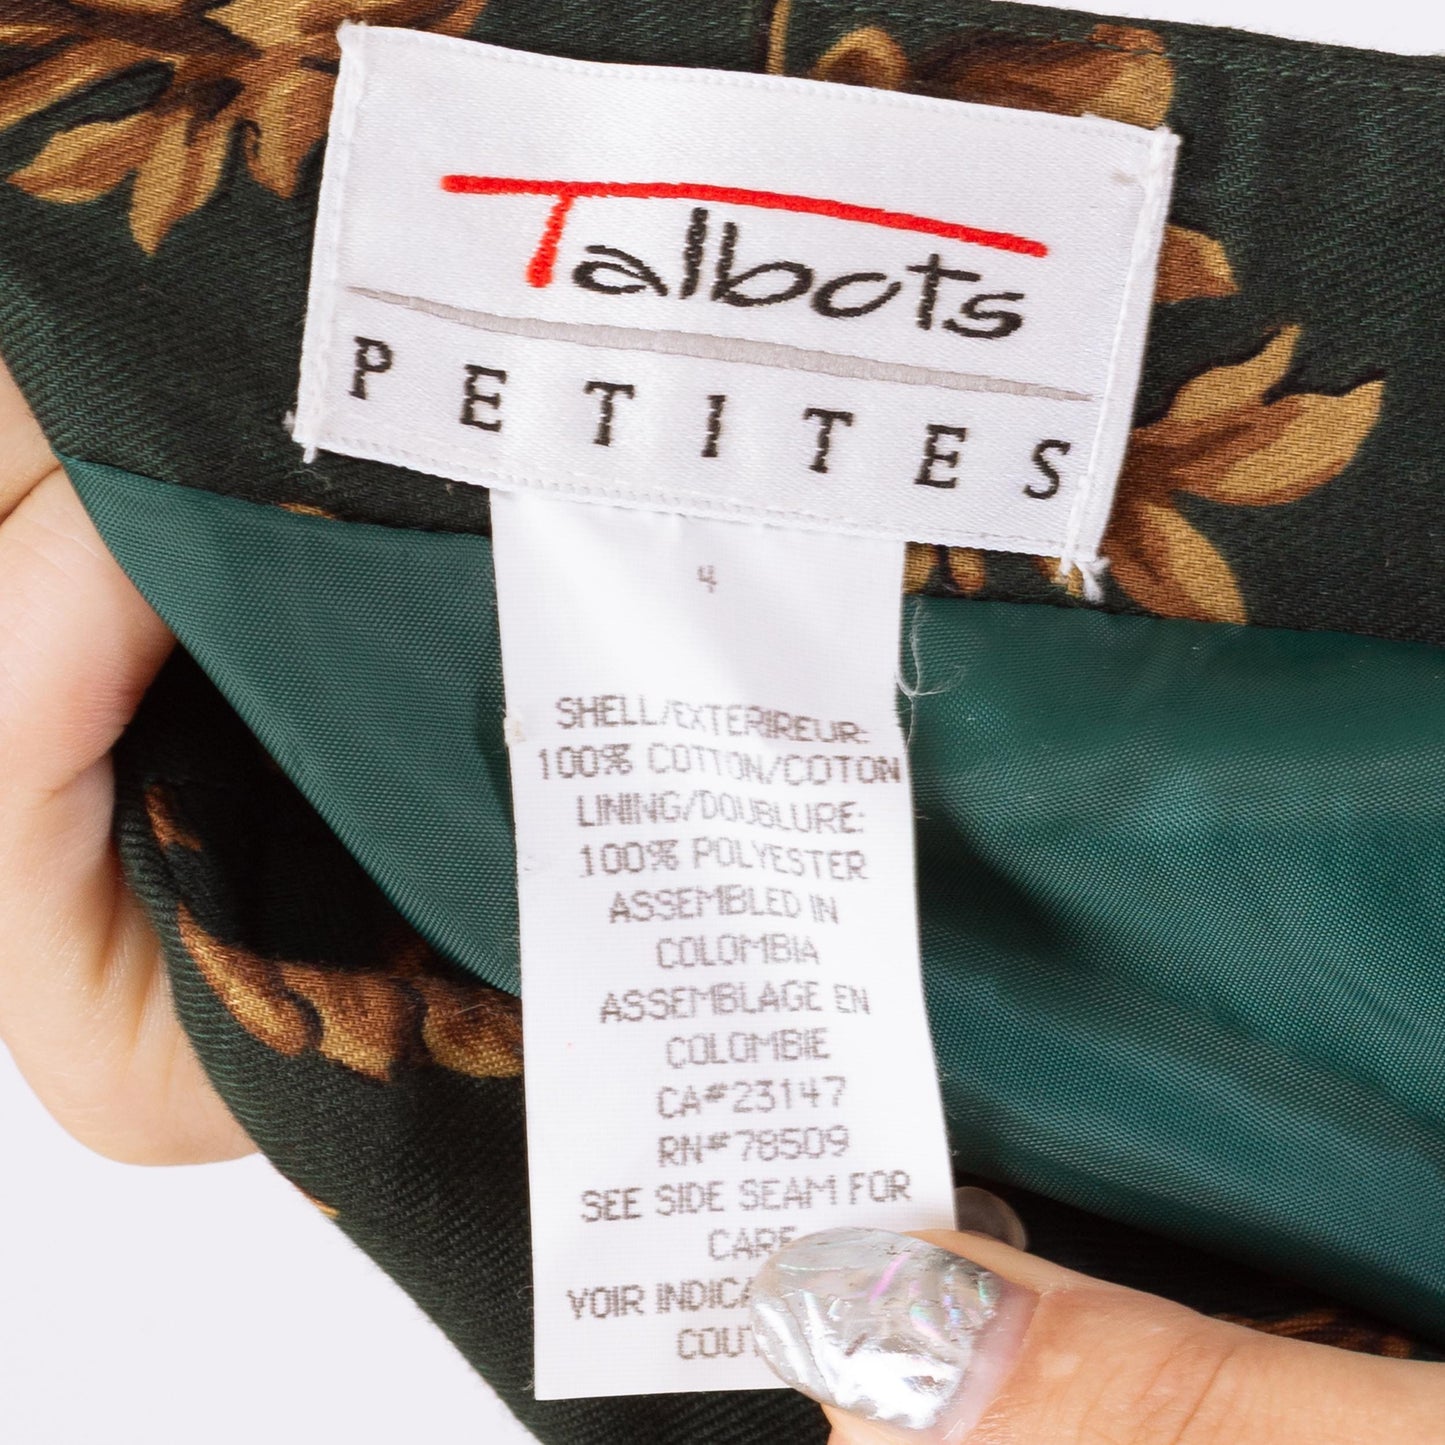 Talbots
PETITES
4
SHELL/EXTERIREUR:
100% COTTON/COTON
LINING/DOUBLURE:
100% POLYESTER
ASSEMBLED IN
COLOMBIA
ASSEMBLAGE EN
COLOMBIE
CA#23147
RN#78509
SEE SIDE SEAM FOR
CARE
VOIR